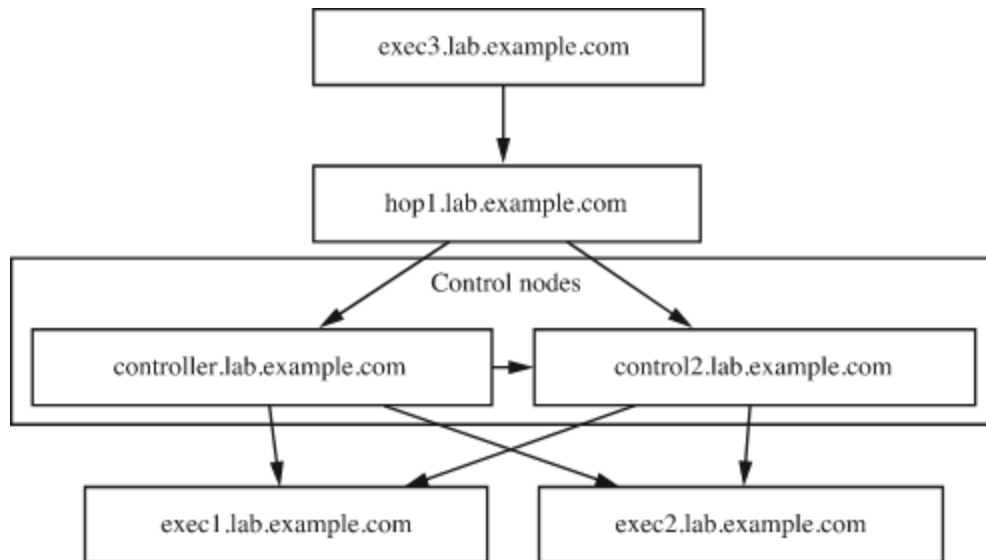 exec3.lab.example.com
hop1.lab.example.com
Control nodes
controller.lab.example.com
control2.lab.example.com
exec1.lab.example.com
exec2.lab.example.com